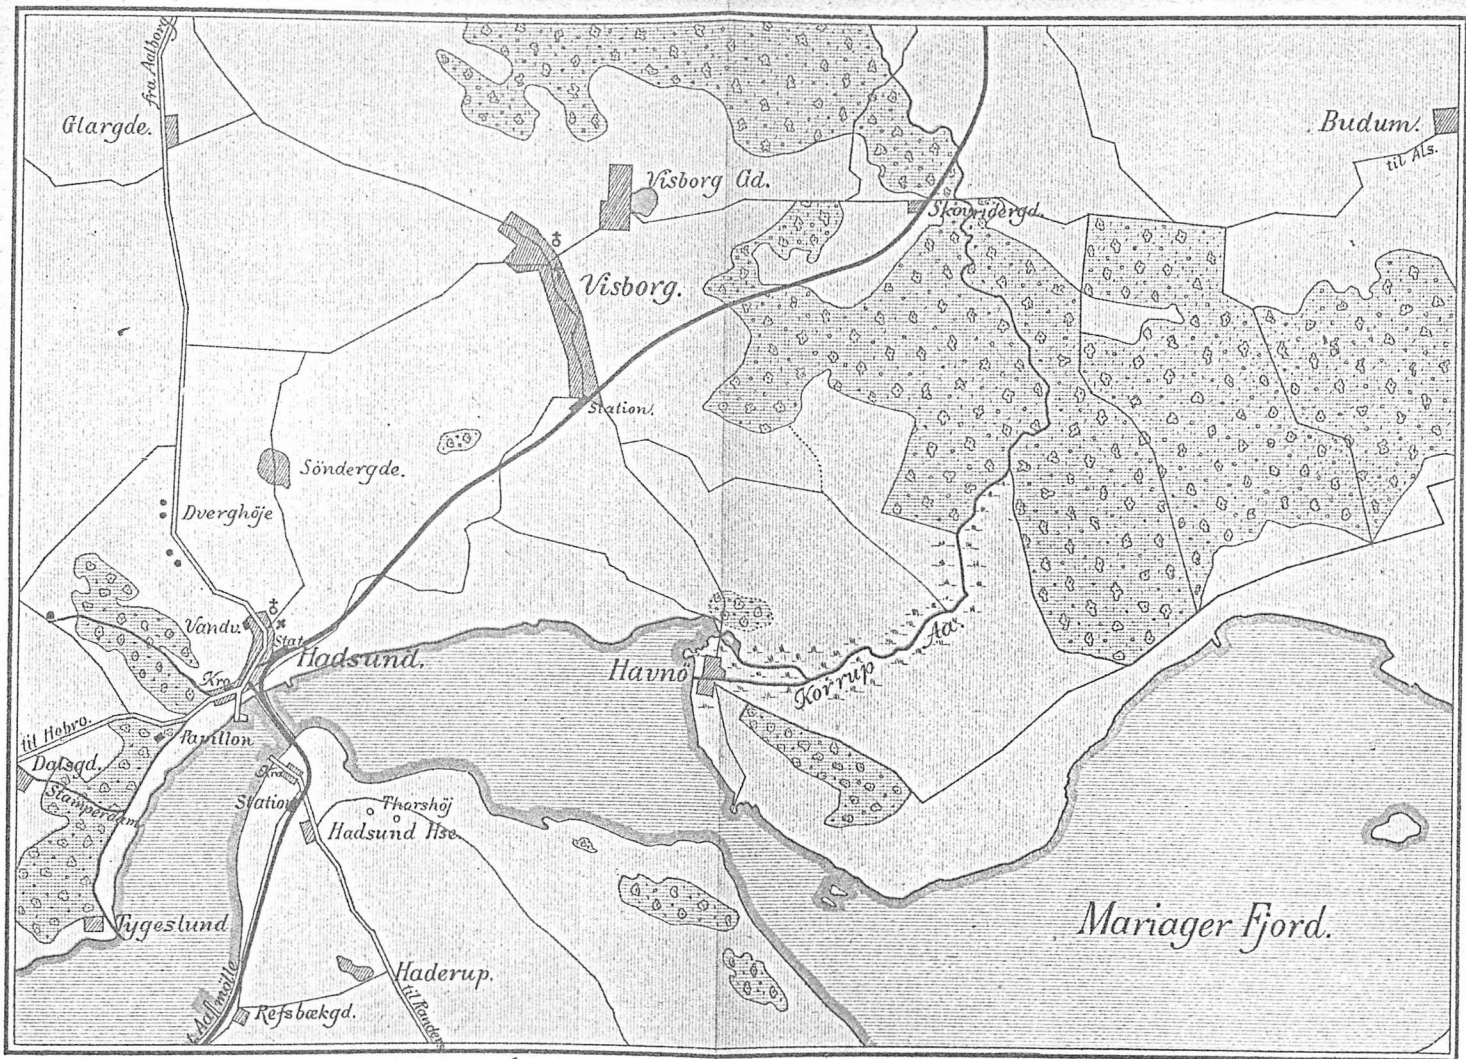 fra Aalborg
Glargde.
Budum.
til Als.
Visborg Gd.
Skovridergd.
Visborg.
Station.
Söndergde.
Dverghöje
Vandv.
Stat.
Hadsund.
Kro
Havnö
Korrup Aa.
til Hobro.
Pavillon
Dalsgd.
Stamperdam
Kro
Station
Thorshöj
Hadsund Hse.
Tygeslund
Mariager Fjord.
Haderup.
t. Aalmölle
Refsbækgd.
til Randers